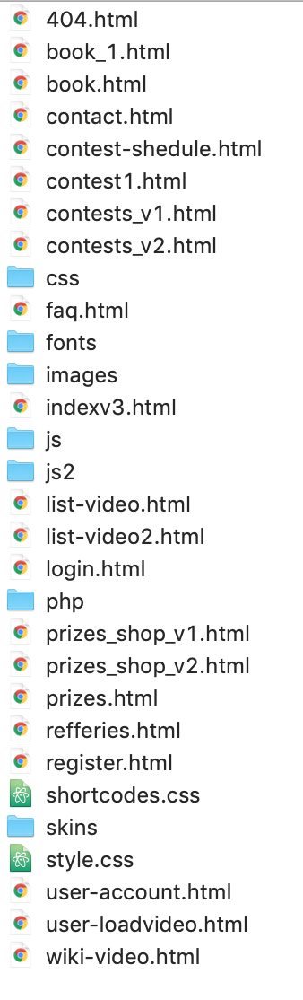 404.html
book_1.html
book.html
contact.html
contest-shedule.html
contest1.html
contests_v1.html
contests_v2.html
css
faq.html
fonts
images
indexv3.html
js
js2
list-video.html
list-video2.html
login.html
php
prizes_shop_v1.html
prizes_shop_v2.html
prizes.html
refferies.html
register.html
shortcodes.css
skins
style.css
user-account.html
user-loadvideo.html
wiki-video.html